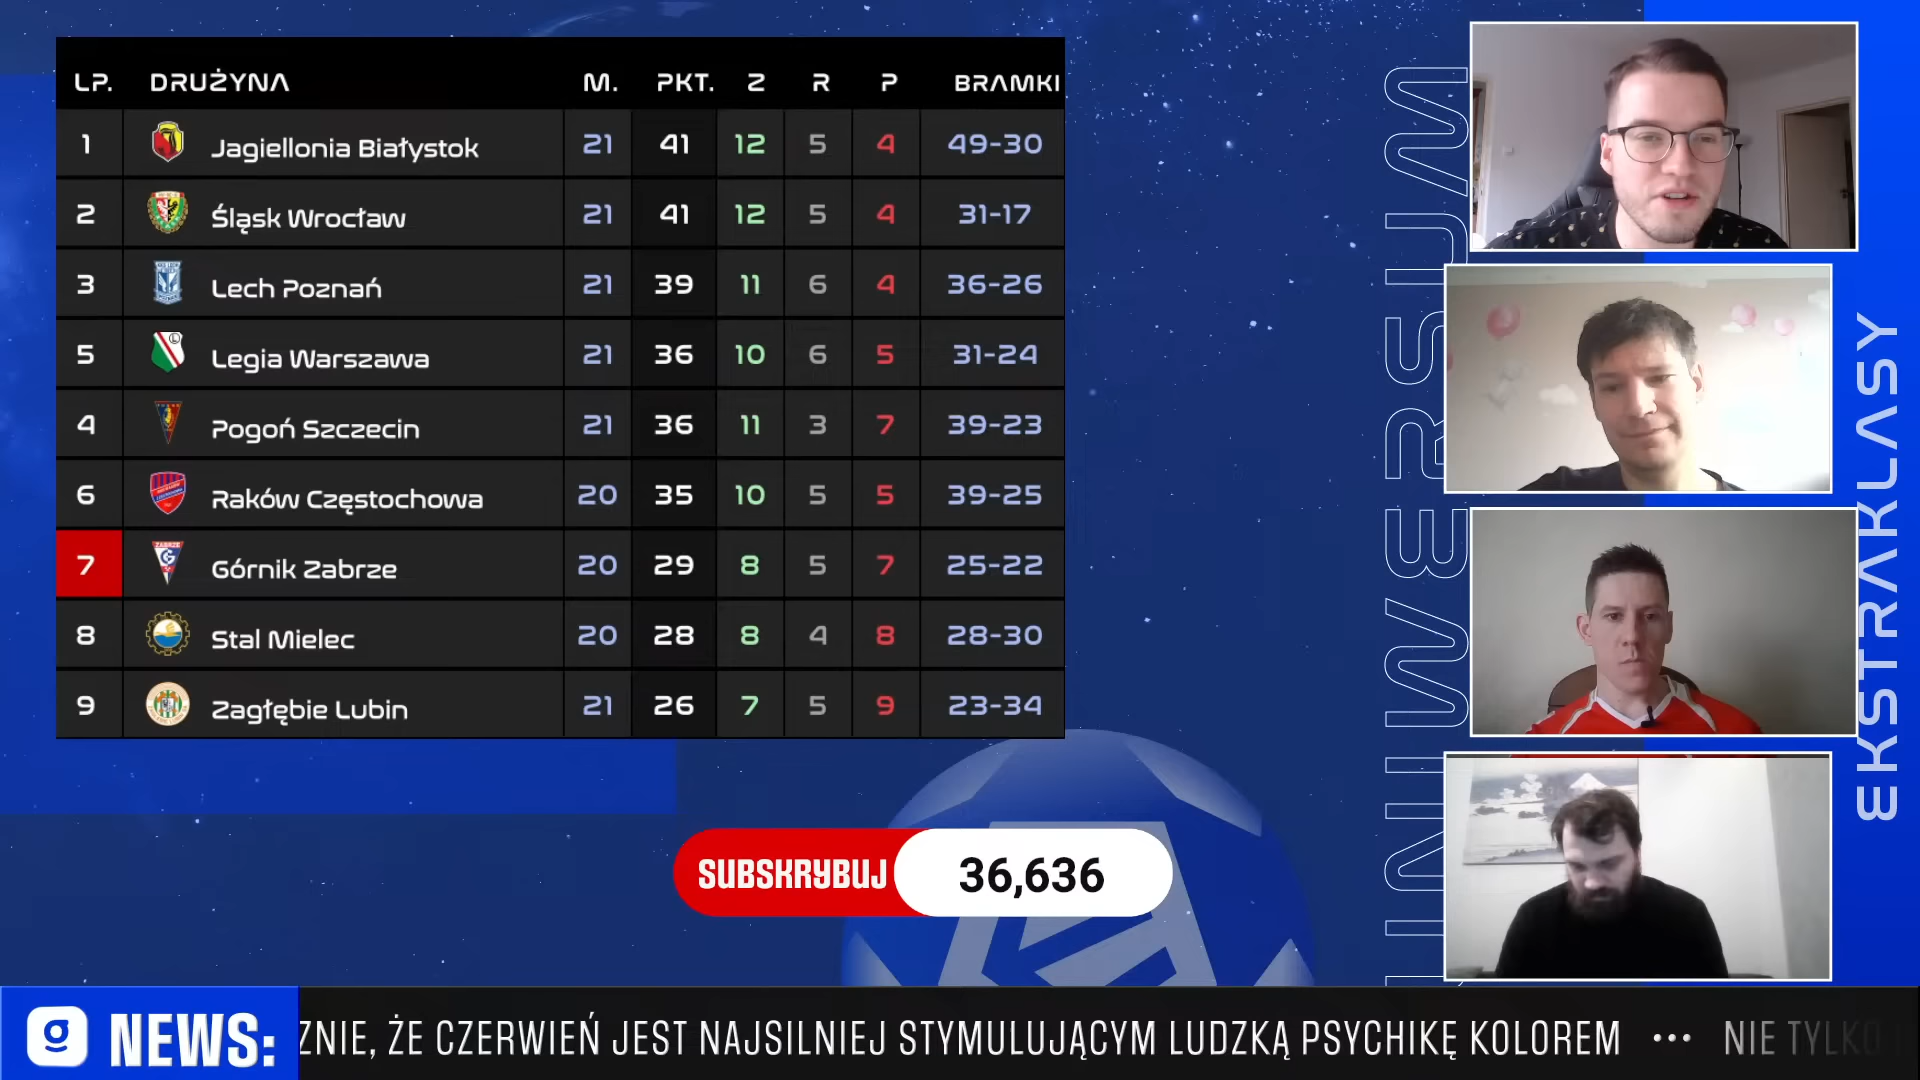 LP. DRUŻYNA M. PKT. Z R P BRAMKI
1 Jagiellonia Białystok 21 41 12 5 4 49-30
2 Śląsk Wrocław 21 41 12 5 4 31-17
3 Lech Poznań 21 39 11 6 4 36-26
5 Legia Warszawa 21 36 10 6 5 31-24
4 Pogoń Szczecin 21 36 11 3 7 39-23
6 Raków Częstochowa 20 35 10 5 5 39-25
7 Górnik Zabrze 20 29 8 5 7 25-22
8 Stal Mielec 20 28 8 4 8 28-30
9 Zagłębie Lubin 21 26 7 5 9 23-34
UNIWERSUM
EKSTRAKLASY
SUBSKRYBUJ 36,636
g NEWS: ZNIE, ŻE CZERWIEŃ JEST NAJSILNIEJ STYMULUJĄCYM LUDZKĄ PSYCHIKĘ KOLOREM ••• NIE TYLKO